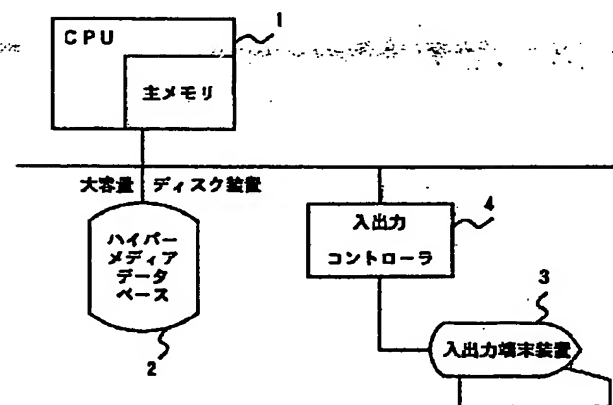 1
CPU
主メモリ
大容量 ディスク装置
ハイパー
メディア
データ
ベース
2
4
入出力
コントローラ
3
入出力端末装置